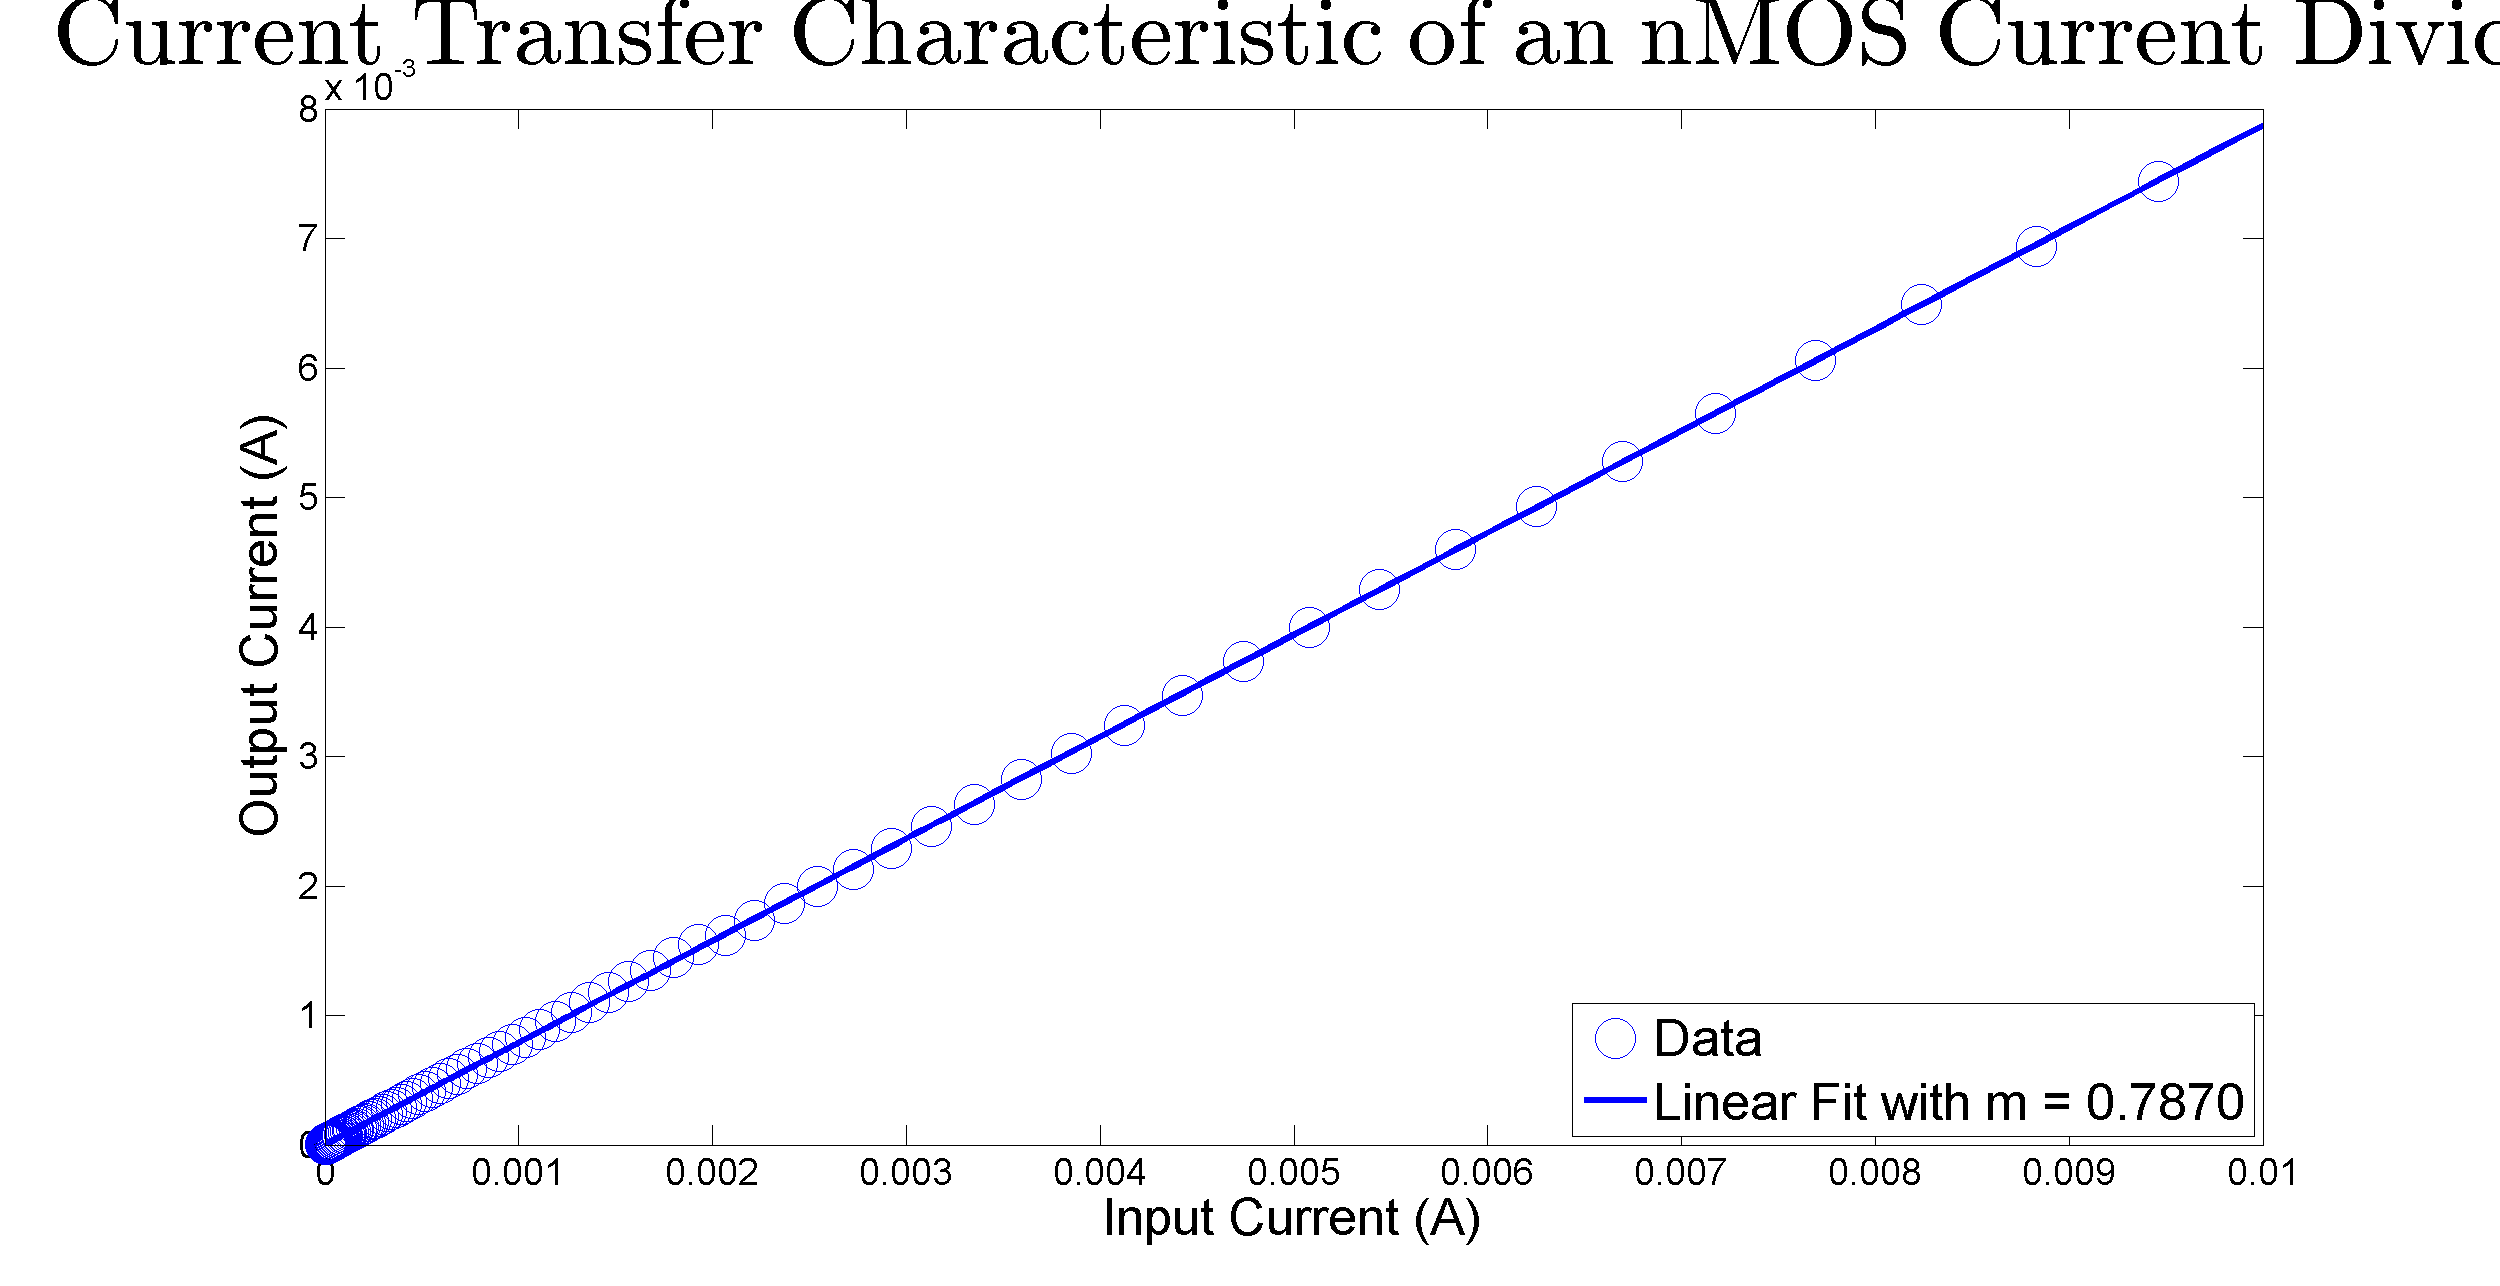 Current Transfer Characteristic of an nMOS Current Divid
x 10-3
8
7
6
5
4
3
2
1
0
Output Current (A)
0 0.001 0.002 0.003 0.004 0.005 0.006 0.007 0.008 0.009 0.01
Input Current (A)
Data
Linear Fit with m = 0.7870